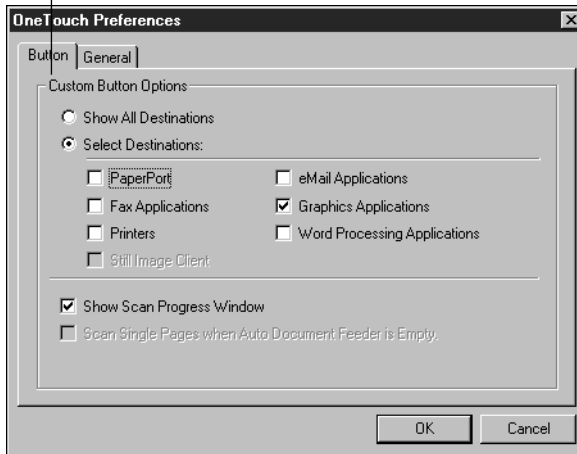 OneTouch Preferences
Button General
Custom Button Options
Show All Destinations
Select Destinations:
PaperPort eMail Applications
Fax Applications Graphics Applications
Printers Word Processing Applications
Still Image Client
Show Scan Progress Window
Scan Single Pages when Auto Document Feeder is Empty.
OK Cancel